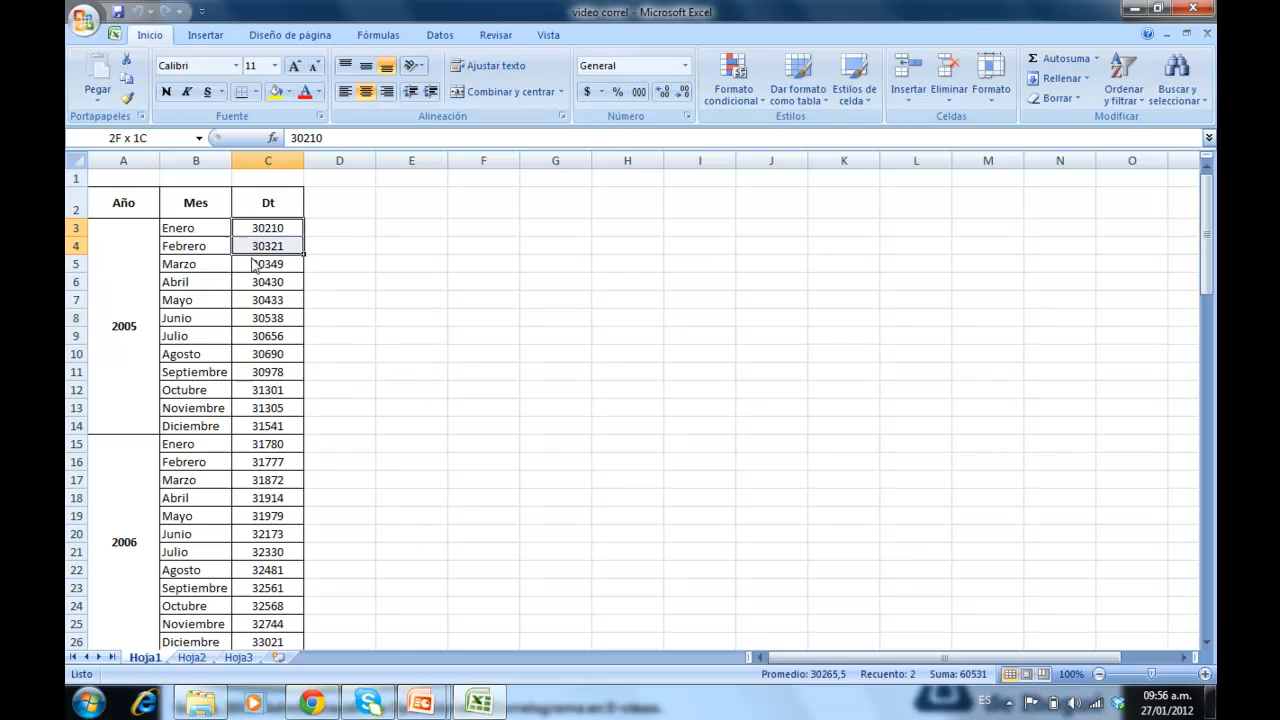 video correl - Microsoft Excel
Inicio Insertar Diseño de página Fórmulas Datos Revisar Vista
Pegar
Calibri 11
N K S
Ajustar texto
Combinar y centrar
General
$ % 000
Formato condicional
Dar formato como tabla
Estilos de celda
Insertar Eliminar Formato
Autosuma
Rellenar
Borrar
Ordenar y filtrar
Buscar y seleccionar
Portapapeles Fuente Alineación Número Estilos Celdas Modificar
2F x 1C fx 30210
A B C D E F G H I J K L M N O
1
2 Año Mes Dt
3 Enero 30210
4 Febrero 30321
5 Marzo 30349
6 Abril 30430
7 Mayo 30433
8 Junio 30538
2005
9 Julio 30656
10 Agosto 30690
11 Septiembre 30978
12 Octubre 31301
13 Noviembre 31305
14 Diciembre 31541
15 Enero 31780
16 Febrero 31777
17 Marzo 31872
18 Abril 31914
19 Mayo 31979
20 Junio 32173
2006
21 Julio 32330
22 Agosto 32481
23 Septiembre 32561
24 Octubre 32568
25 Noviembre 32744
26 Diciembre 33021
Hoja1 Hoja2 Hoja3
Listo Promedio: 30265,5 Recuento: 2 Suma: 60531 100%
en E-views.
ES 09:56 a.m.
27/01/2012